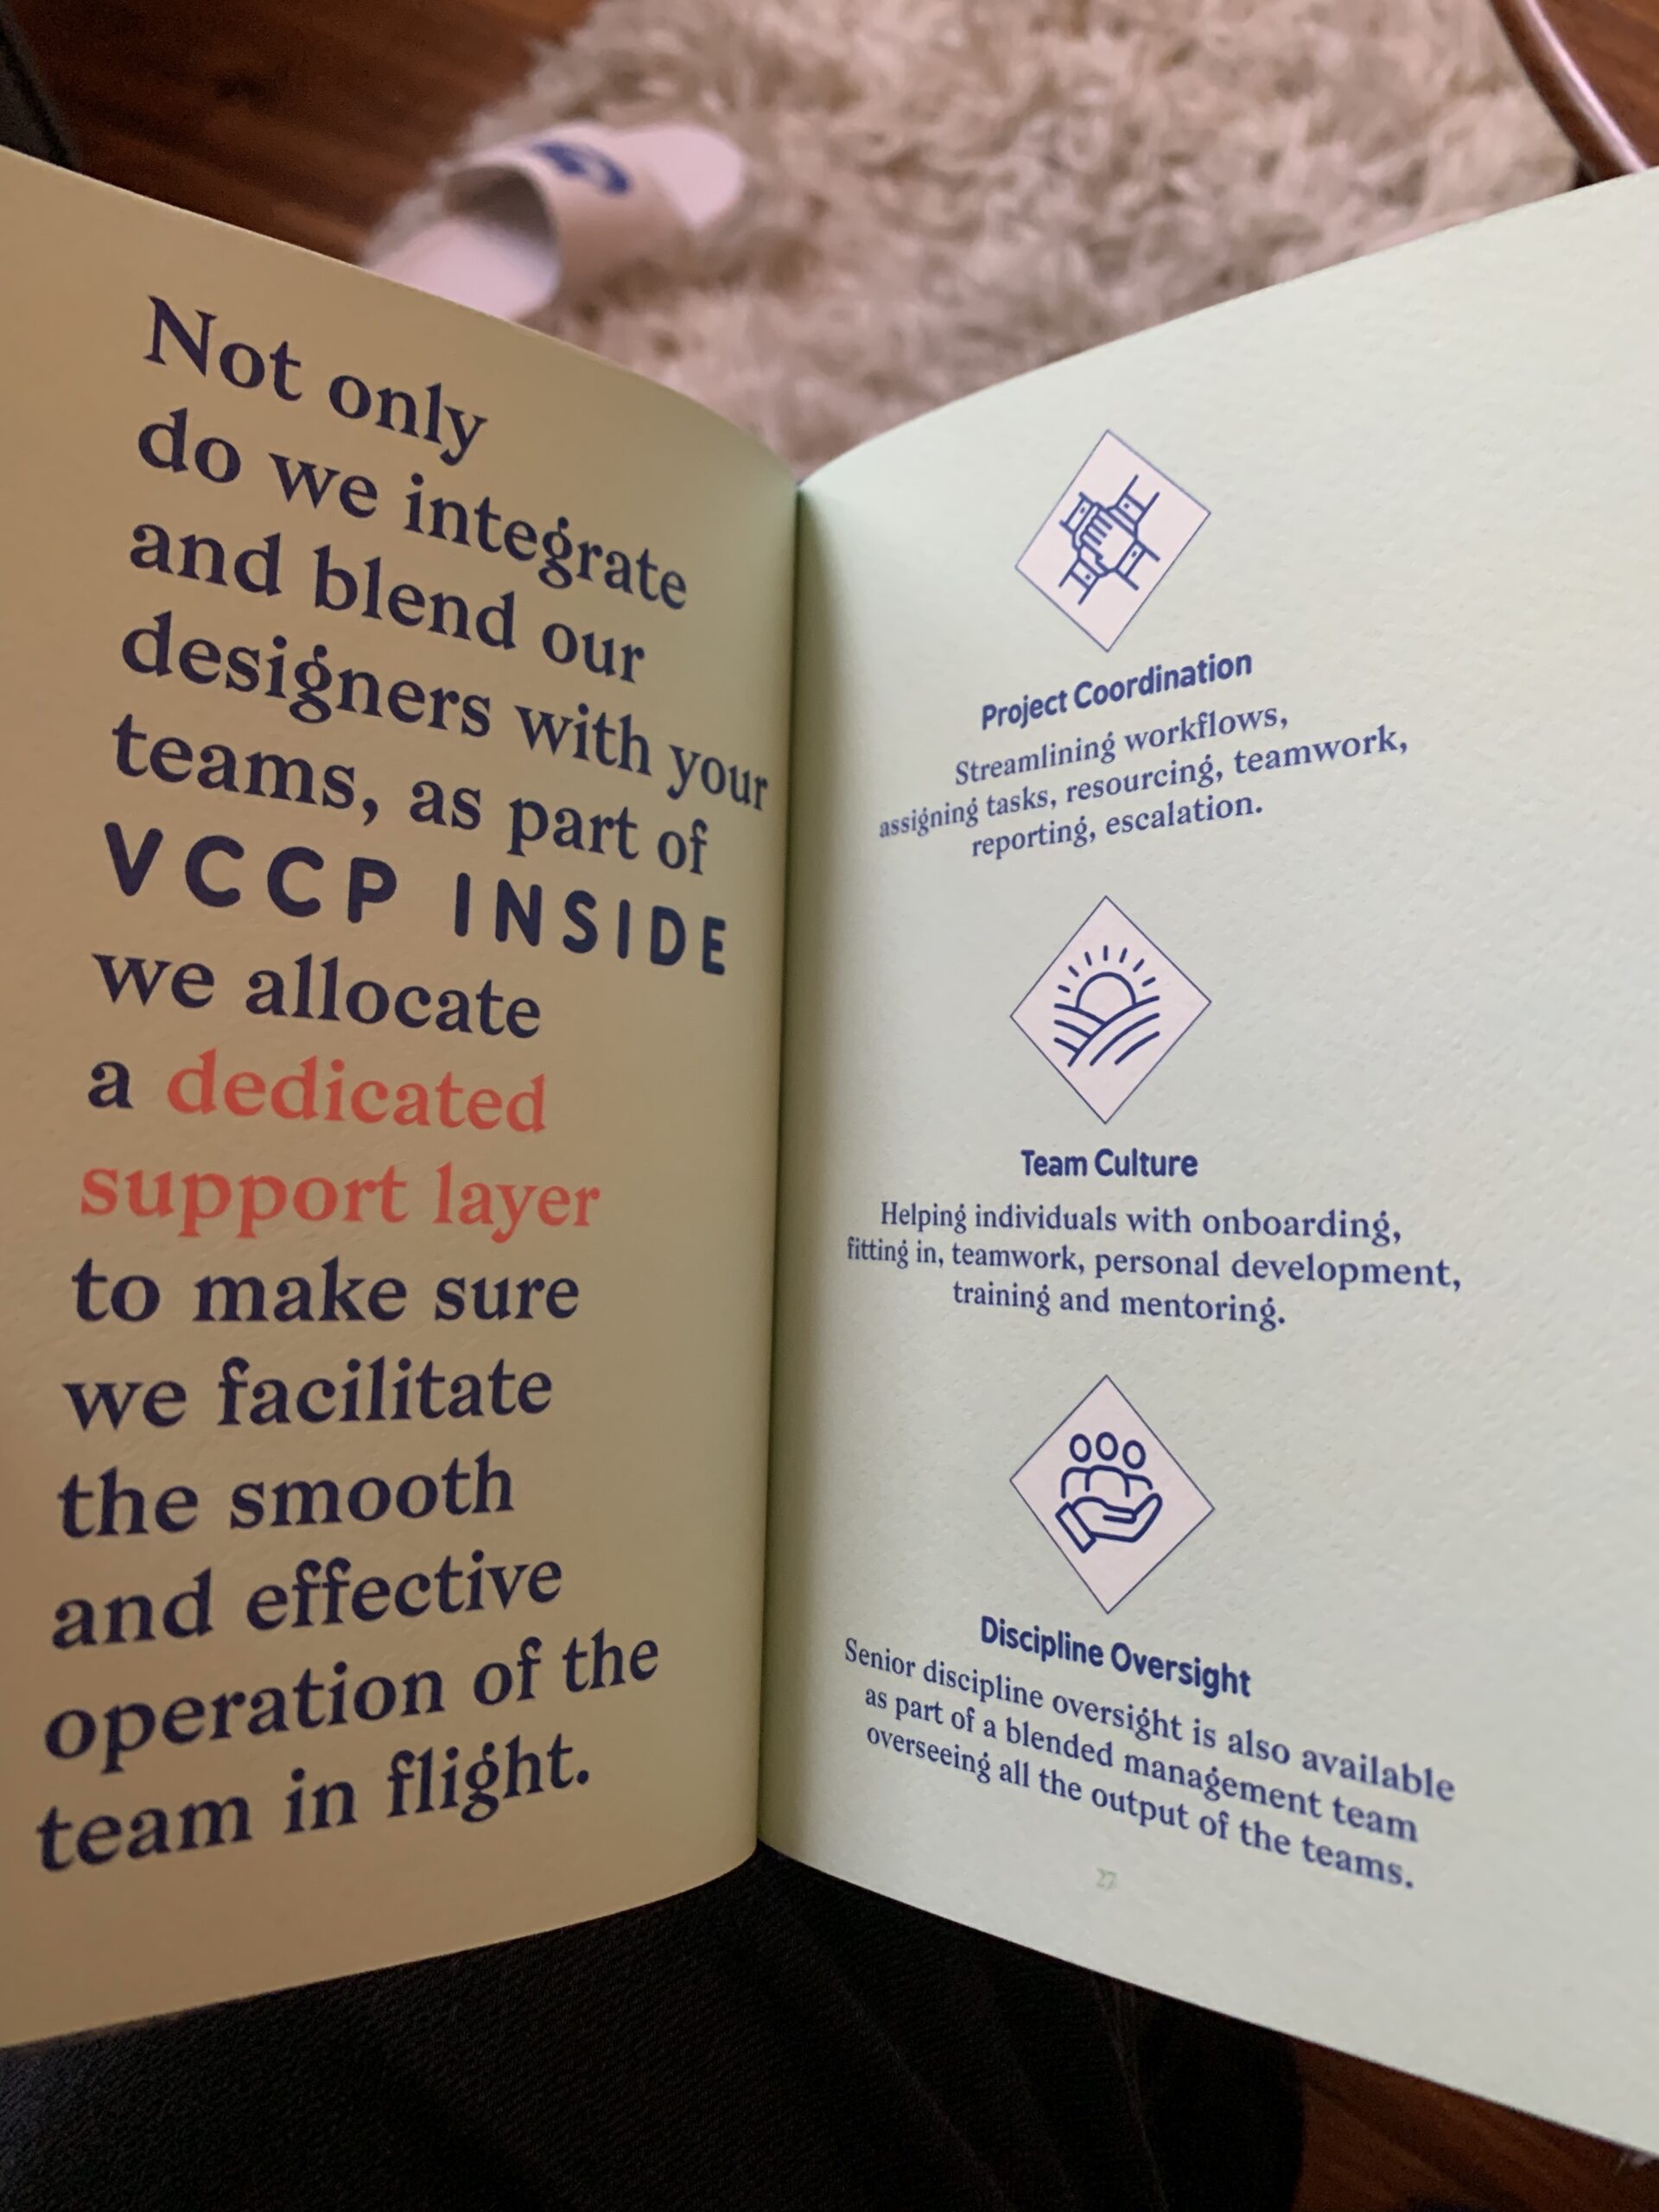 Not only
do we integrate
and blend our
designers with your
teams, as part of
VCCP INSIDE
we allocate
a dedicated
support layer
to make sure
we facilitate
the smooth
and effective
operation of the
team in flight.
Project Coordination
Streamlining workflows,
assigning tasks, resourcing, teamwork,
reporting, escalation.
Team Culture
Helping individuals with onboarding,
fitting in, teamwork, personal development,
training and mentoring.
Discipline Oversight
Senior discipline oversight is also available
as part of a blended management team
overseeing all the output of the teams.
27